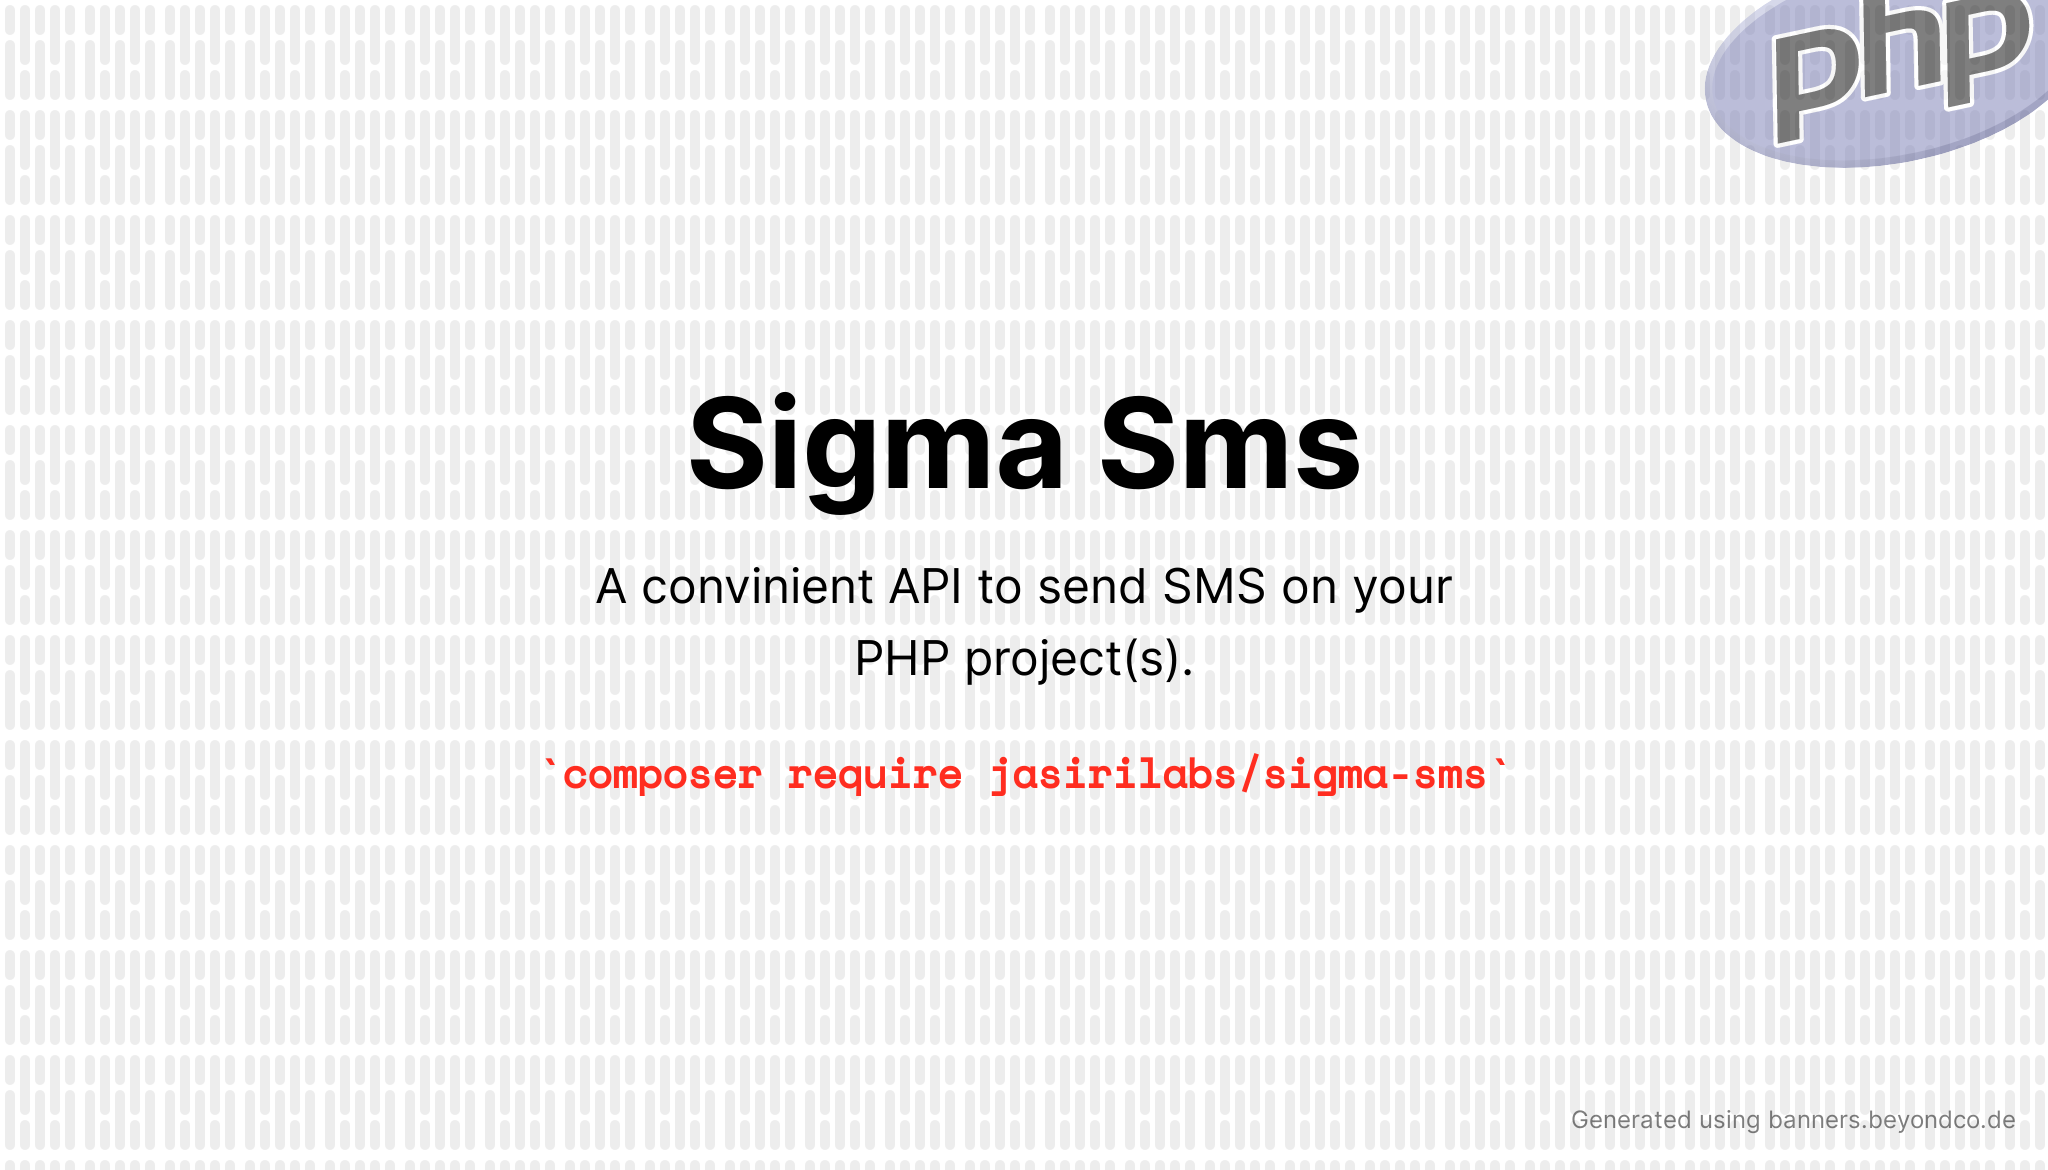 php
Sigma Sms
A convinient API to send SMS on your
PHP project(s).
`composer require jasirilabs/sigma-sms`
Generated using banners.beyondco.de